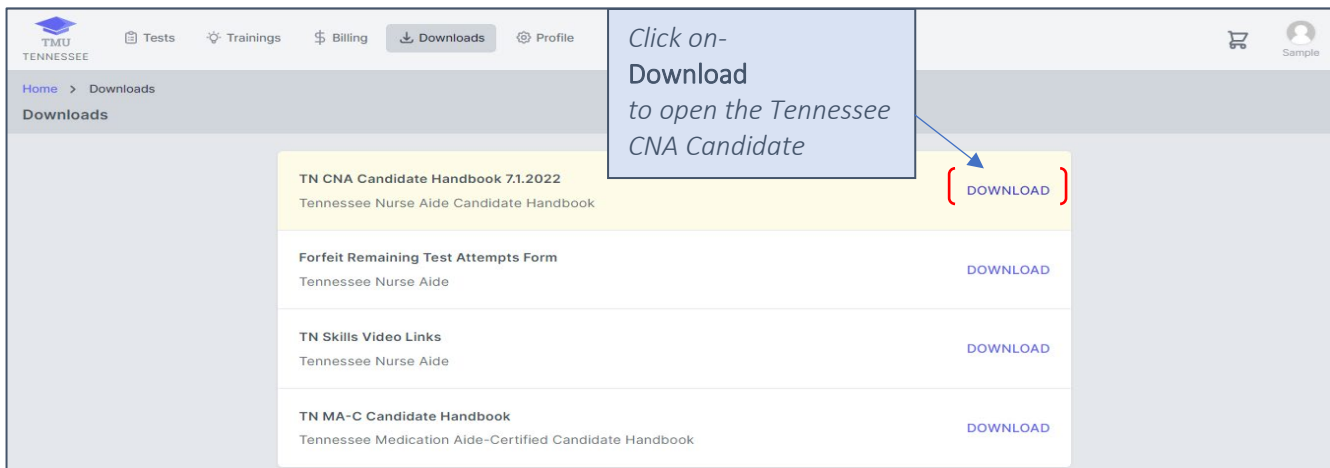 TMU
TENNESSEE
Tests
Trainings
Billing
Downloads
Profile
Sample
Home > Downloads
Downloads
Click on-
Download
to open the Tennessee
CNA Candidate
TN CNA Candidate Handbook 7.1.2022
Tennessee Nurse Aide Candidate Handbook
DOWNLOAD
Forfeit Remaining Test Attempts Form
Tennessee Nurse Aide
DOWNLOAD
TN Skills Video Links
Tennessee Nurse Aide
DOWNLOAD
TN MA-C Candidate Handbook
Tennessee Medication Aide-Certified Candidate Handbook
DOWNLOAD